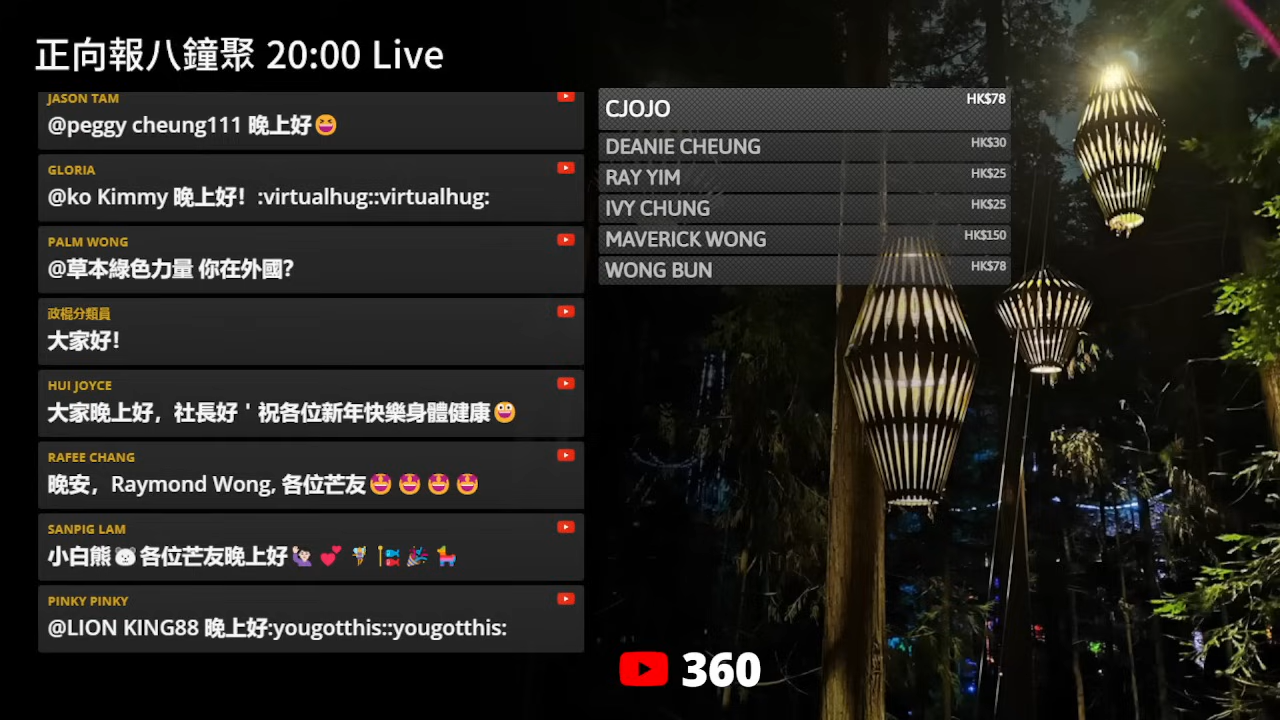 正向報八鐘聚 20:00 Live
JASON TAM
@peggy cheung111 晚上好😆
GLORIA
@ko Kimmy 晚上好！:virtualhug::virtualhug:
PALM WONG
@草本綠色力量 你在外國?
政棍分類員
大家好!
HUI JOYCE
大家晚上好，社長好＇祝各位新年快樂身體健康😀
RAFEE CHANG
晚安，Raymond Wong, 各位芒友🤩🤩🤩🤩
SANPIG LAM
小白熊🐻‍❄️各位芒友晚上好🙋🏻‍♀️💕🍧🎏🎉🪅
PINKY PINKY
@LION KING88 晚上好:yougotthis::yougotthis:
CJOJO HK$78
DEANIE CHEUNG HK$30
RAY YIM HK$25
IVY CHUNG HK$25
MAVERICK WONG HK$150
WONG BUN HK$78
360